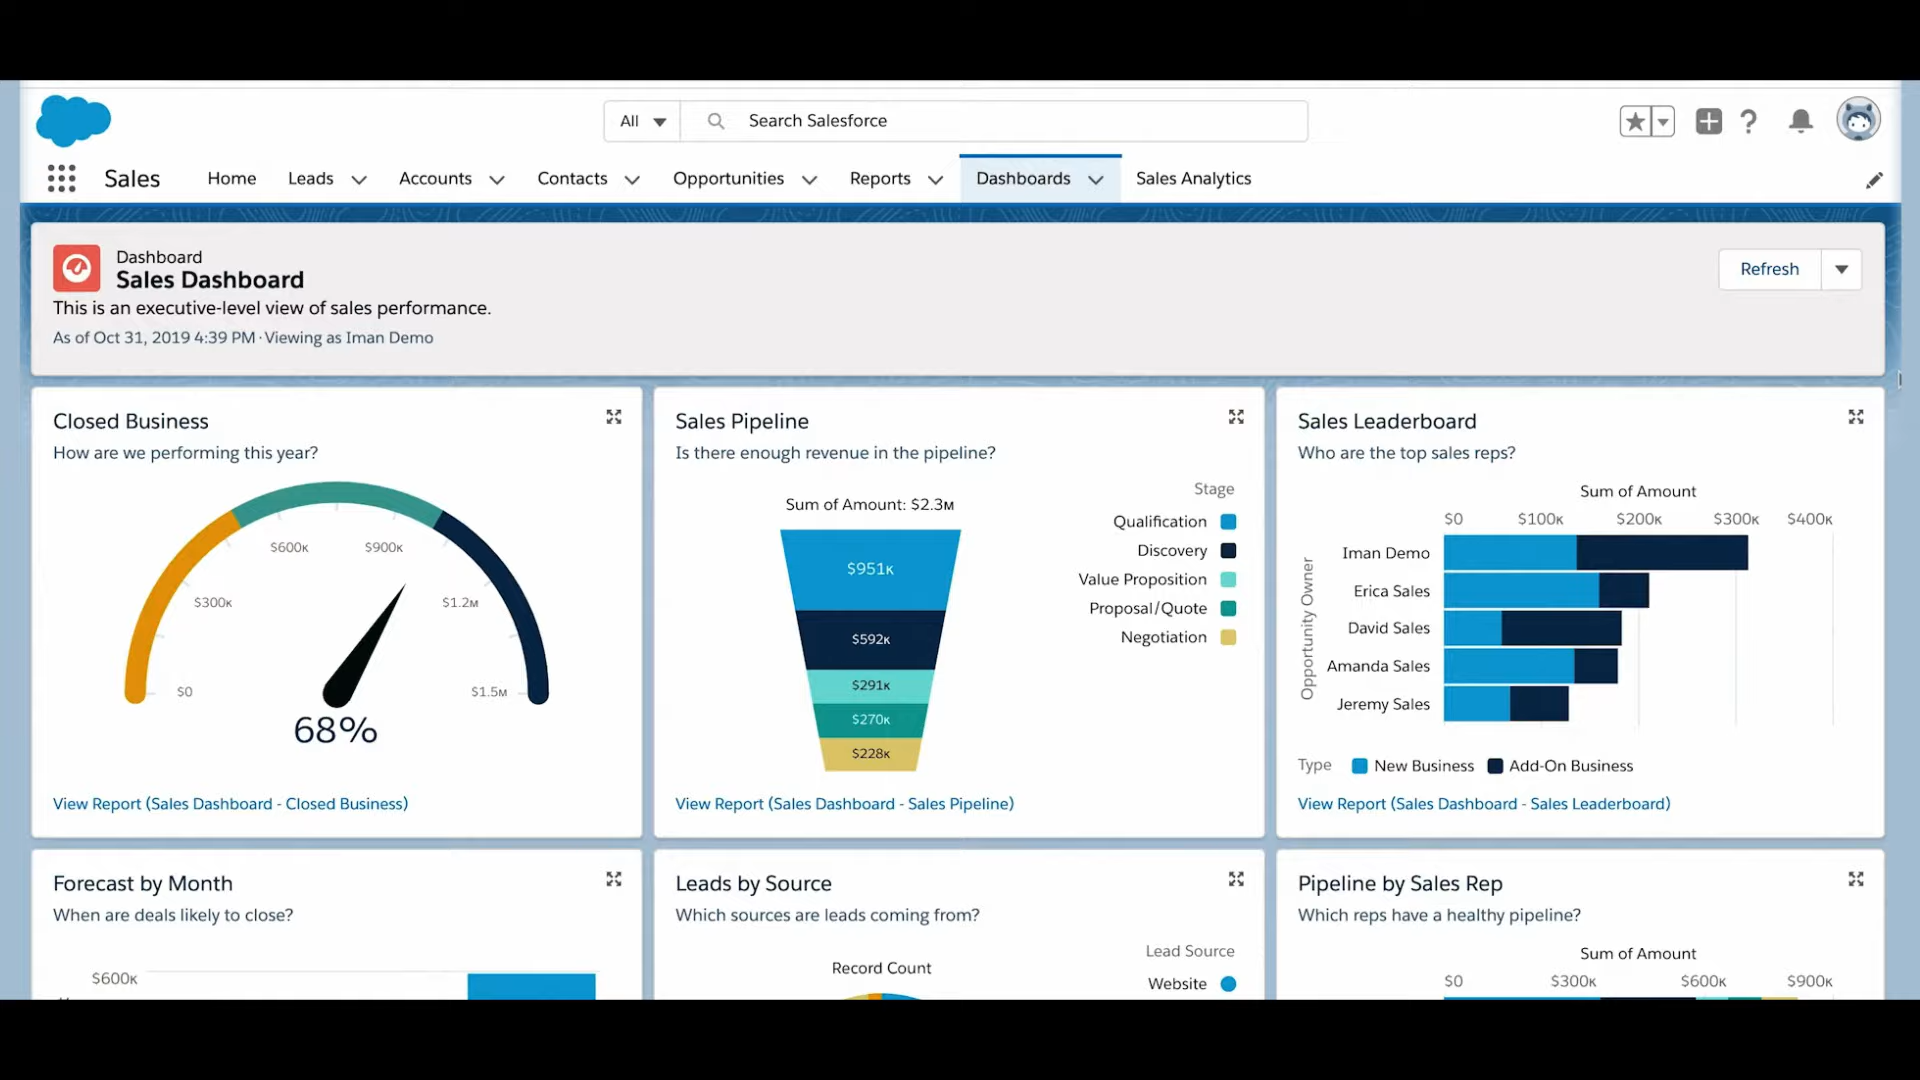 All
Search Salesforce
Sales
Home
Leads
Accounts
Contacts
Opportunities
Reports
Dashboards
Sales Analytics
Dashboard
Sales Dashboard
This is an executive-level view of sales performance.
As of Oct 31, 2019 4:39 PM·Viewing as Iman Demo
Refresh
Closed Business
How are we performing this year?
$600K
$900K
$300K
$1.2M
$0
$1.5M
68%
View Report (Sales Dashboard - Closed Business)
Sales Pipeline
Is there enough revenue in the pipeline?
Sum of Amount: $2.3M
$951K
$592K
$291K
$270K
$228K
Stage
Qualification
Discovery
Value Proposition
Proposal/Quote
Negotiation
View Report (Sales Dashboard - Sales Pipeline)
Sales Leaderboard
Who are the top sales reps?
Sum of Amount
$0
$100K
$200K
$300K
$400K
Opportunity Owner
Iman Demo
Erica Sales
David Sales
Amanda Sales
Jeremy Sales
Type
New Business
Add-On Business
View Report (Sales Dashboard - Sales Leaderboard)
Forecast by Month
When are deals likely to close?
$600K
Leads by Source
Which sources are leads coming from?
Record Count
Lead Source
Website
Pipeline by Sales Rep
Which reps have a healthy pipeline?
Sum of Amount
$0
$300K
$600K
$900K